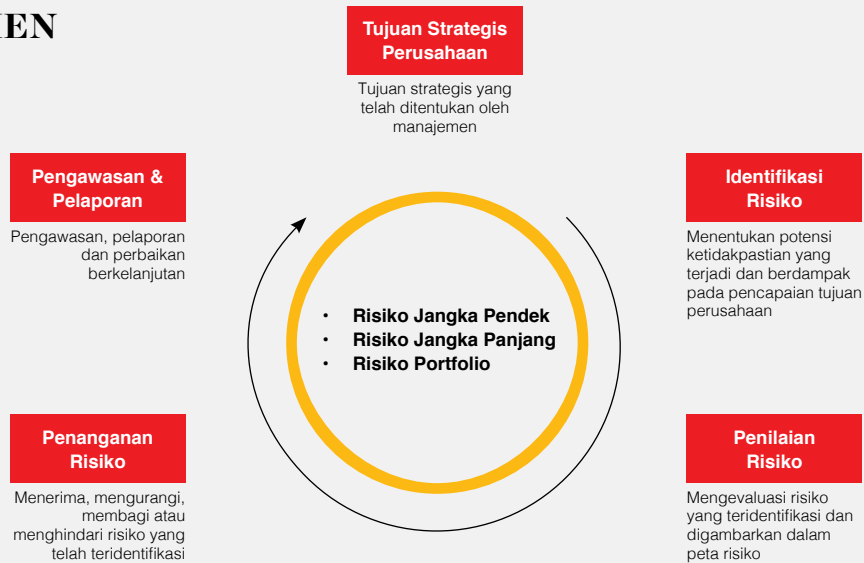 Tujuan Strategis
Perusahaan
Tujuan strategis yang
telah ditentukan oleh
manajemen
Pengawasan &
Pelaporan
Pengawasan, pelaporan
dan perbaikan
berkelanjutan
Identifikasi
Risiko
Menentukan potensi
ketidakpastian yang
terjadi dan berdampak
pada pencapaian tujuan
perusahaan
• Risiko Jangka Pendek
• Risiko Jangka Panjang
• Risiko Portfolio
Penanganan
Risiko
Menerima, mengurangi,
membagi atau
menghindari risiko yang
telah teridentifikasi
Penilaian
Risiko
Mengevaluasi risiko
yang teridentifikasi dan
digambarkan dalam
peta risiko